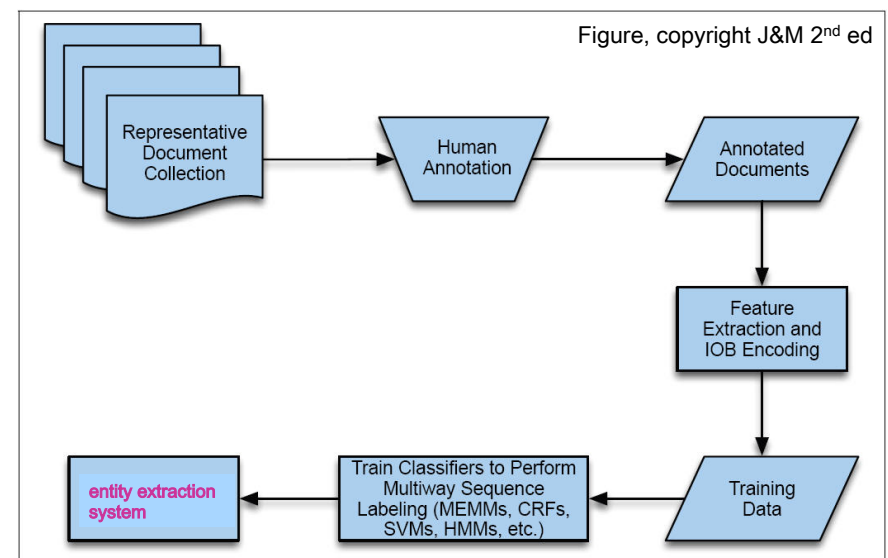 Figure, copyright J&M 2nd ed
Representative
Document
Collection
Human
Annotation
Annotated
Documents
Feature
Extraction and
IOB Encoding
Training
Data
Train Classifiers to Perform
Multiway Sequence
Labeling (MEMMs, CRFs,
SVMs, HMMs, etc.)
entity extraction
system